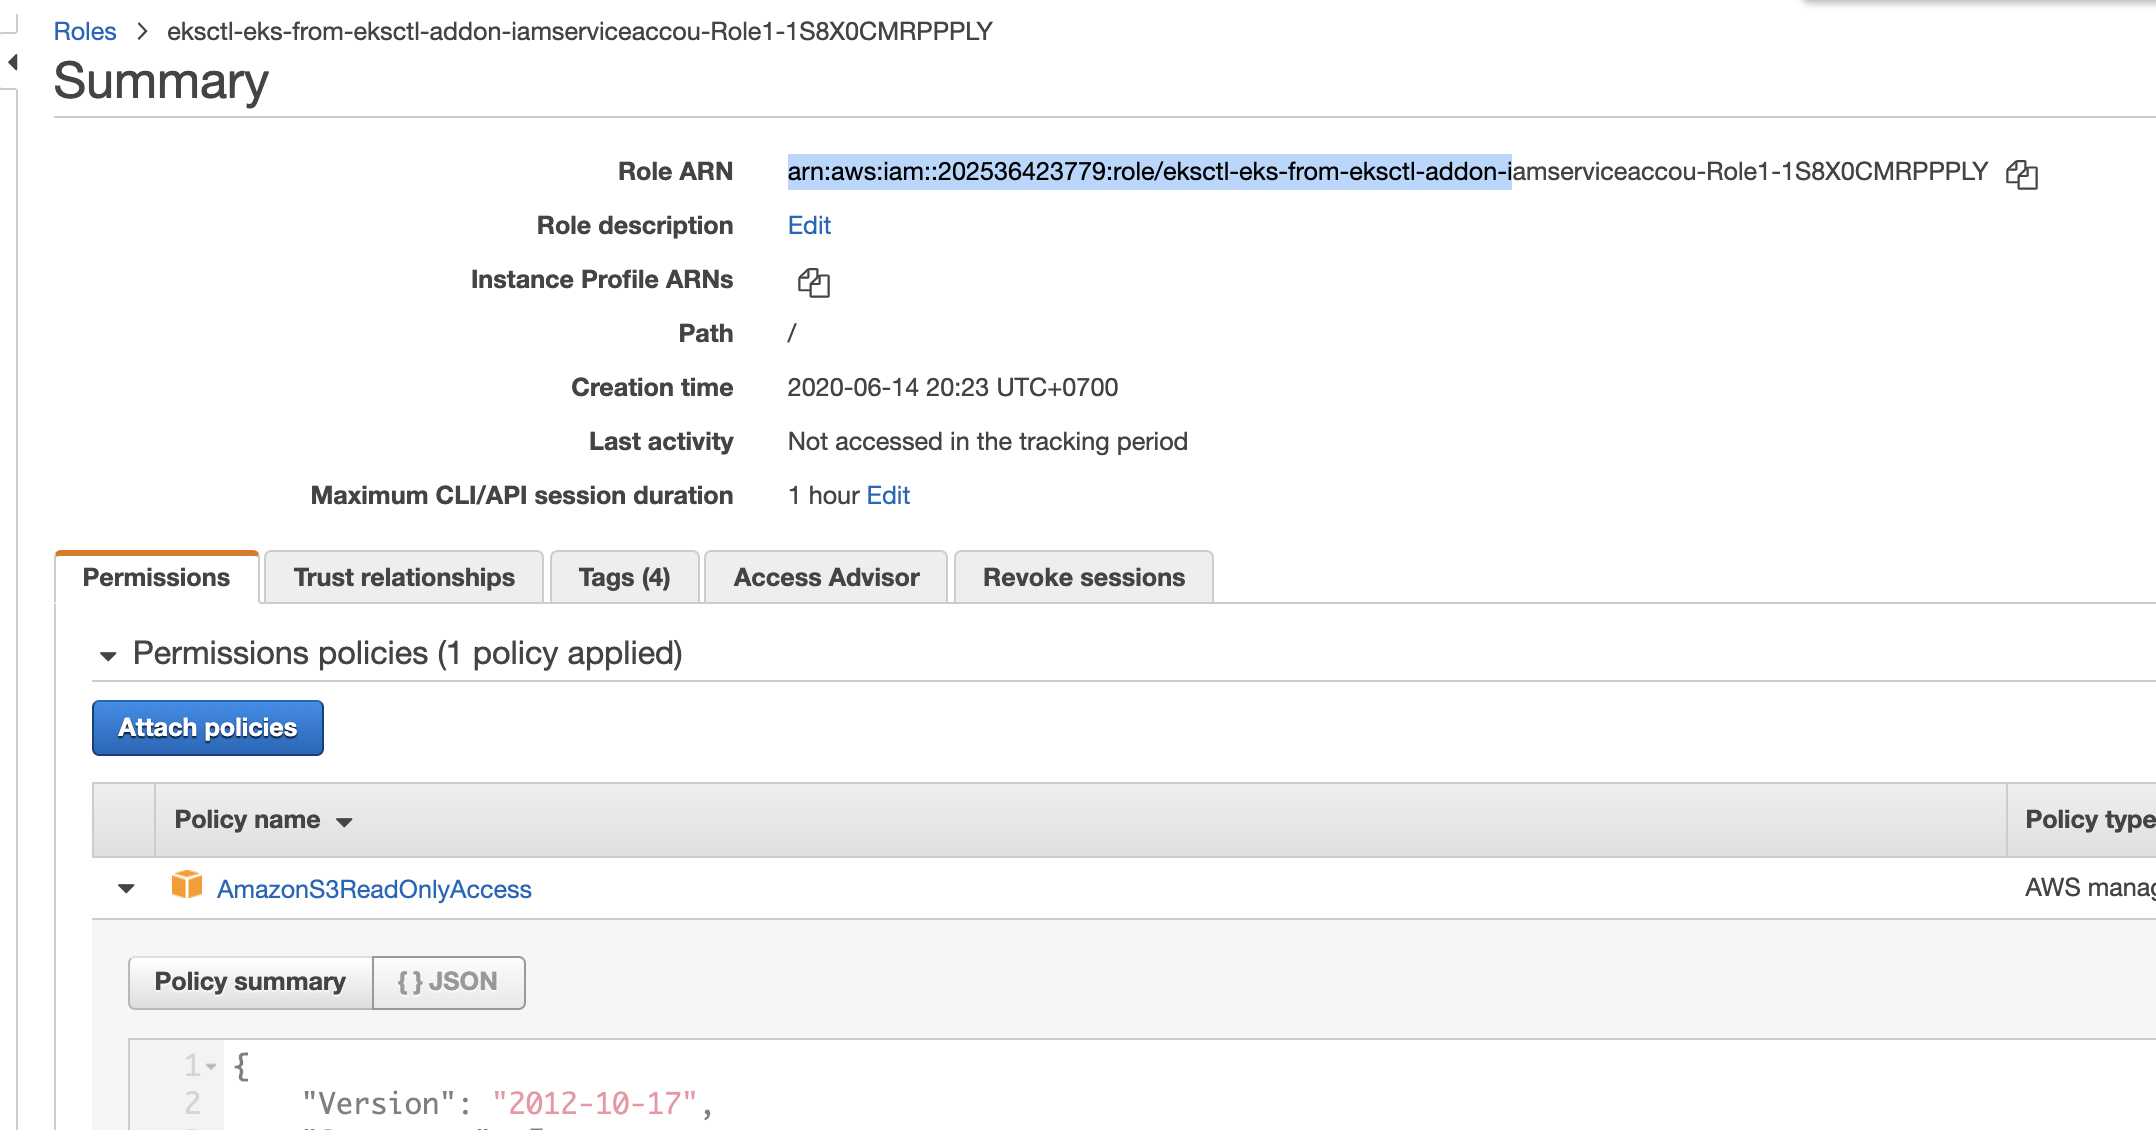 Roles > eksctl-eks-from-eksctl-addon-iamserviceaccou-Role1-1S8X0CMRPPPLY
Summary
Role ARN arn:aws:iam::202536423779:role/eksctl-eks-from-eksctl-addon-iamserviceaccou-Role1-1S8X0CMRPPPLY
Role description Edit
Instance Profile ARNs
Path /
Creation time 2020-06-14 20:23 UTC+0700
Last activity Not accessed in the tracking period
Maximum CLI/API session duration 1 hour Edit
Permissions Trust relationships Tags (4) Access Advisor Revoke sessions
Permissions policies (1 policy applied)
Attach policies
Policy name Policy type
AmazonS3ReadOnlyAccess AWS manag
Policy summary { } JSON
1 {
2 "Version": "2012-10-17",